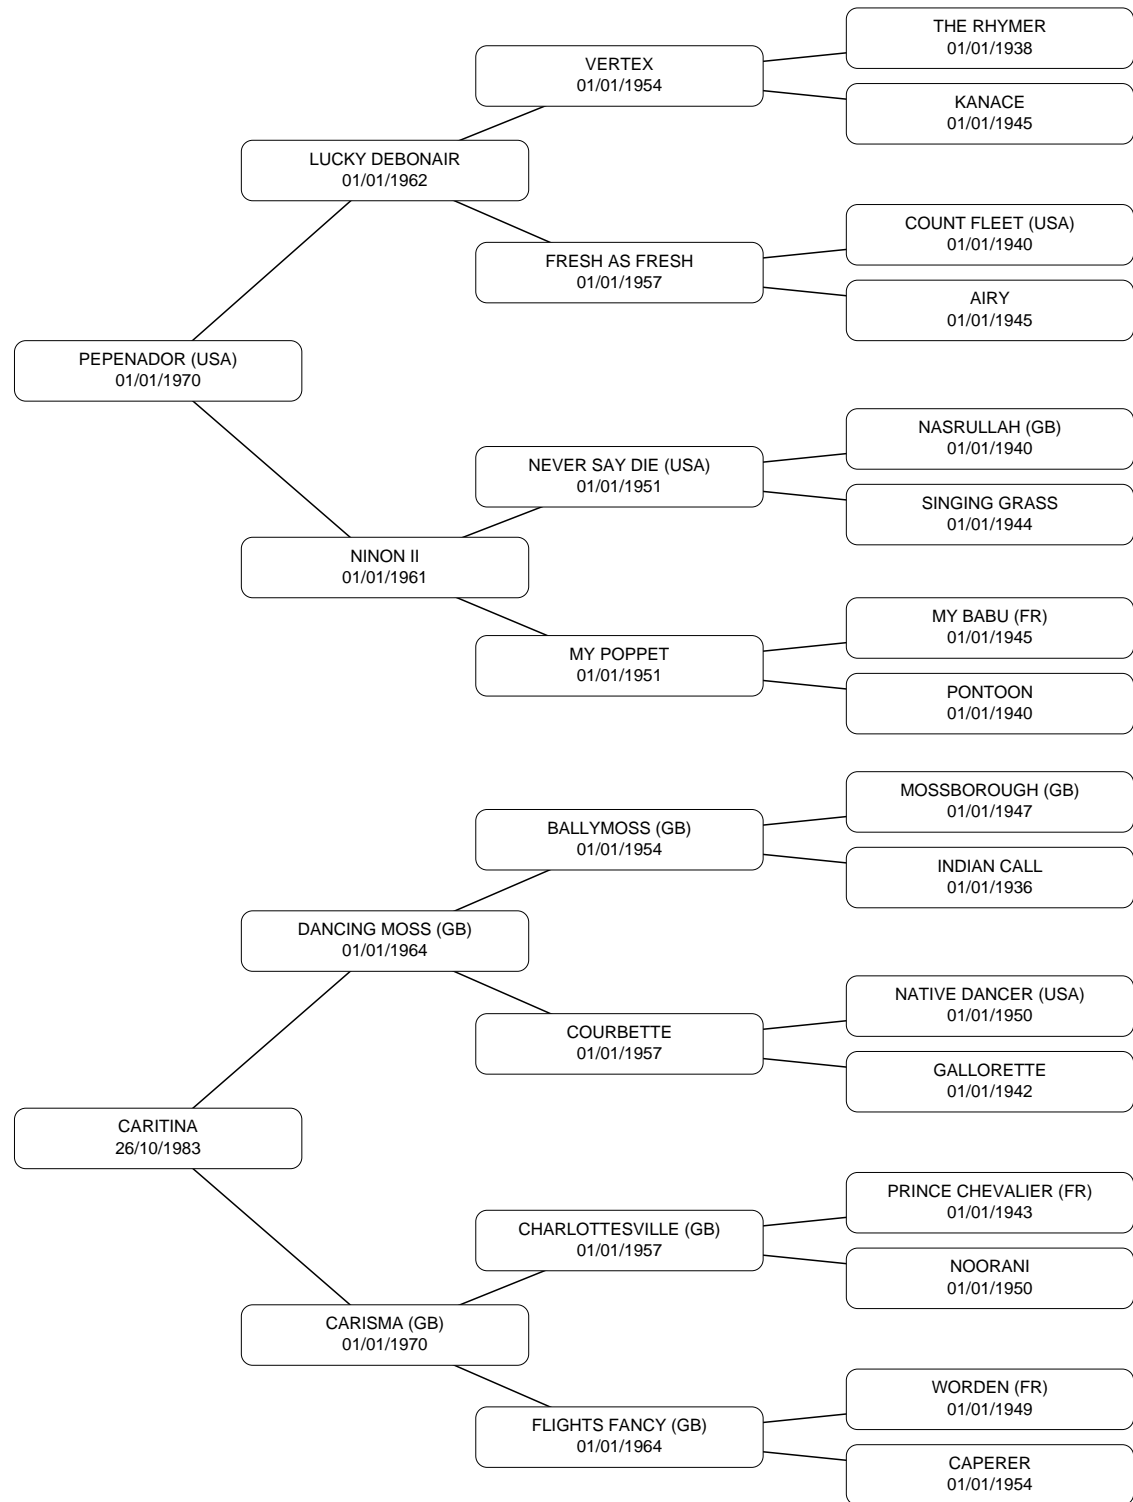 THE RHYMER
01/01/1938
VERTEX
01/01/1954
KANACE
01/01/1945
LUCKY DEBONAIR
01/01/1962
COUNT FLEET (USA)
01/01/1940
FRESH AS FRESH
01/01/1957
AIRY
01/01/1945
PEPENADOR (USA)
01/01/1970
NASRULLAH (GB)
01/01/1940
NEVER SAY DIE (USA)
01/01/1951
SINGING GRASS
01/01/1944
NINON II
01/01/1961
MY BABU (FR)
01/01/1945
MY POPPET
01/01/1951
PONTOON
01/01/1940
MOSSBOROUGH (GB)
01/01/1947
BALLYMOSS (GB)
01/01/1954
INDIAN CALL
01/01/1936
DANCING MOSS (GB)
01/01/1964
NATIVE DANCER (USA)
01/01/1950
COURBETTE
01/01/1957
GALLORETTE
01/01/1942
CARITINA
26/10/1983
PRINCE CHEVALIER (FR)
01/01/1943
CHARLOTTESVILLE (GB)
01/01/1957
NOORANI
01/01/1950
CARISMA (GB)
01/01/1970
WORDEN (FR)
01/01/1949
FLIGHTS FANCY (GB)
01/01/1964
CAPERER
01/01/1954